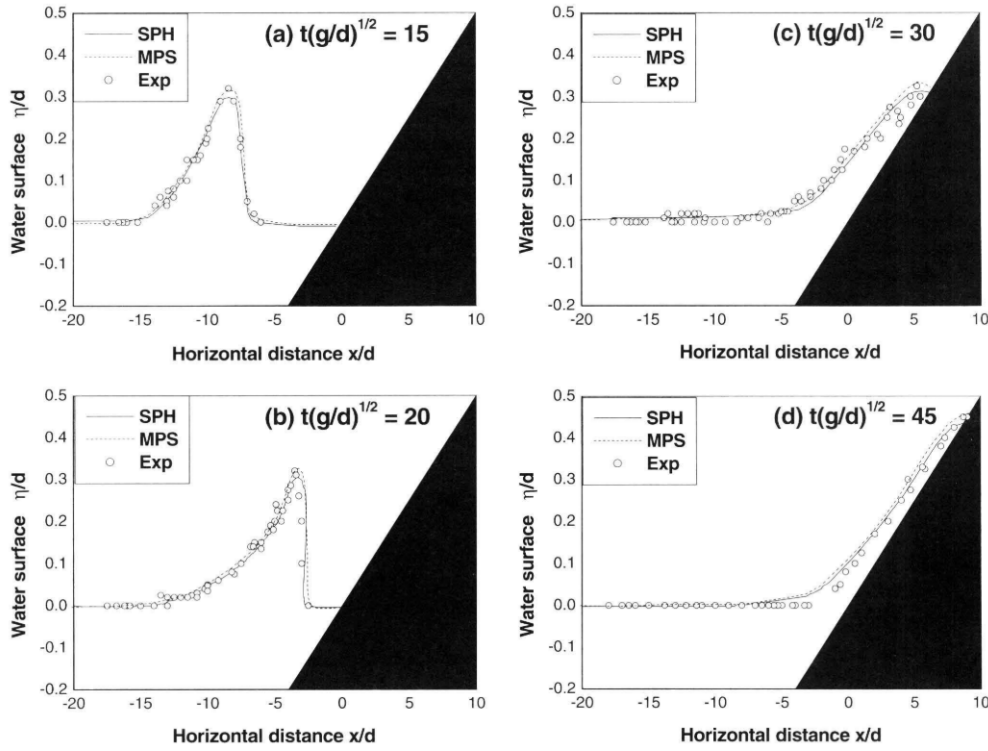 (a) t(g/d)^1/2 = 15
SPH
MPS
Exp
Water surface η/d
0.5
0.4
0.3
0.2
0.1
0.0
-0.1
-0.2
-20 -15 -10 -5 0 5 10
Horizontal distance x/d
(c) t(g/d)^1/2 = 30
SPH
MPS
Exp
Water surface η/d
0.5
0.4
0.3
0.2
0.1
0.0
-0.1
-0.2
-20 -15 -10 -5 0 5 10
Horizontal distance x/d
(b) t(g/d)^1/2 = 20
SPH
MPS
Exp
Water surface η/d
0.5
0.4
0.3
0.2
0.1
0.0
-0.1
-0.2
-20 -15 -10 -5 0 5 10
Horizontal distance x/d
(d) t(g/d)^1/2 = 45
SPH
MPS
Exp
Water surface η/d
0.5
0.4
0.3
0.2
0.1
0.0
-0.1
-0.2
-20 -15 -10 -5 0 5 10
Horizontal distance x/d